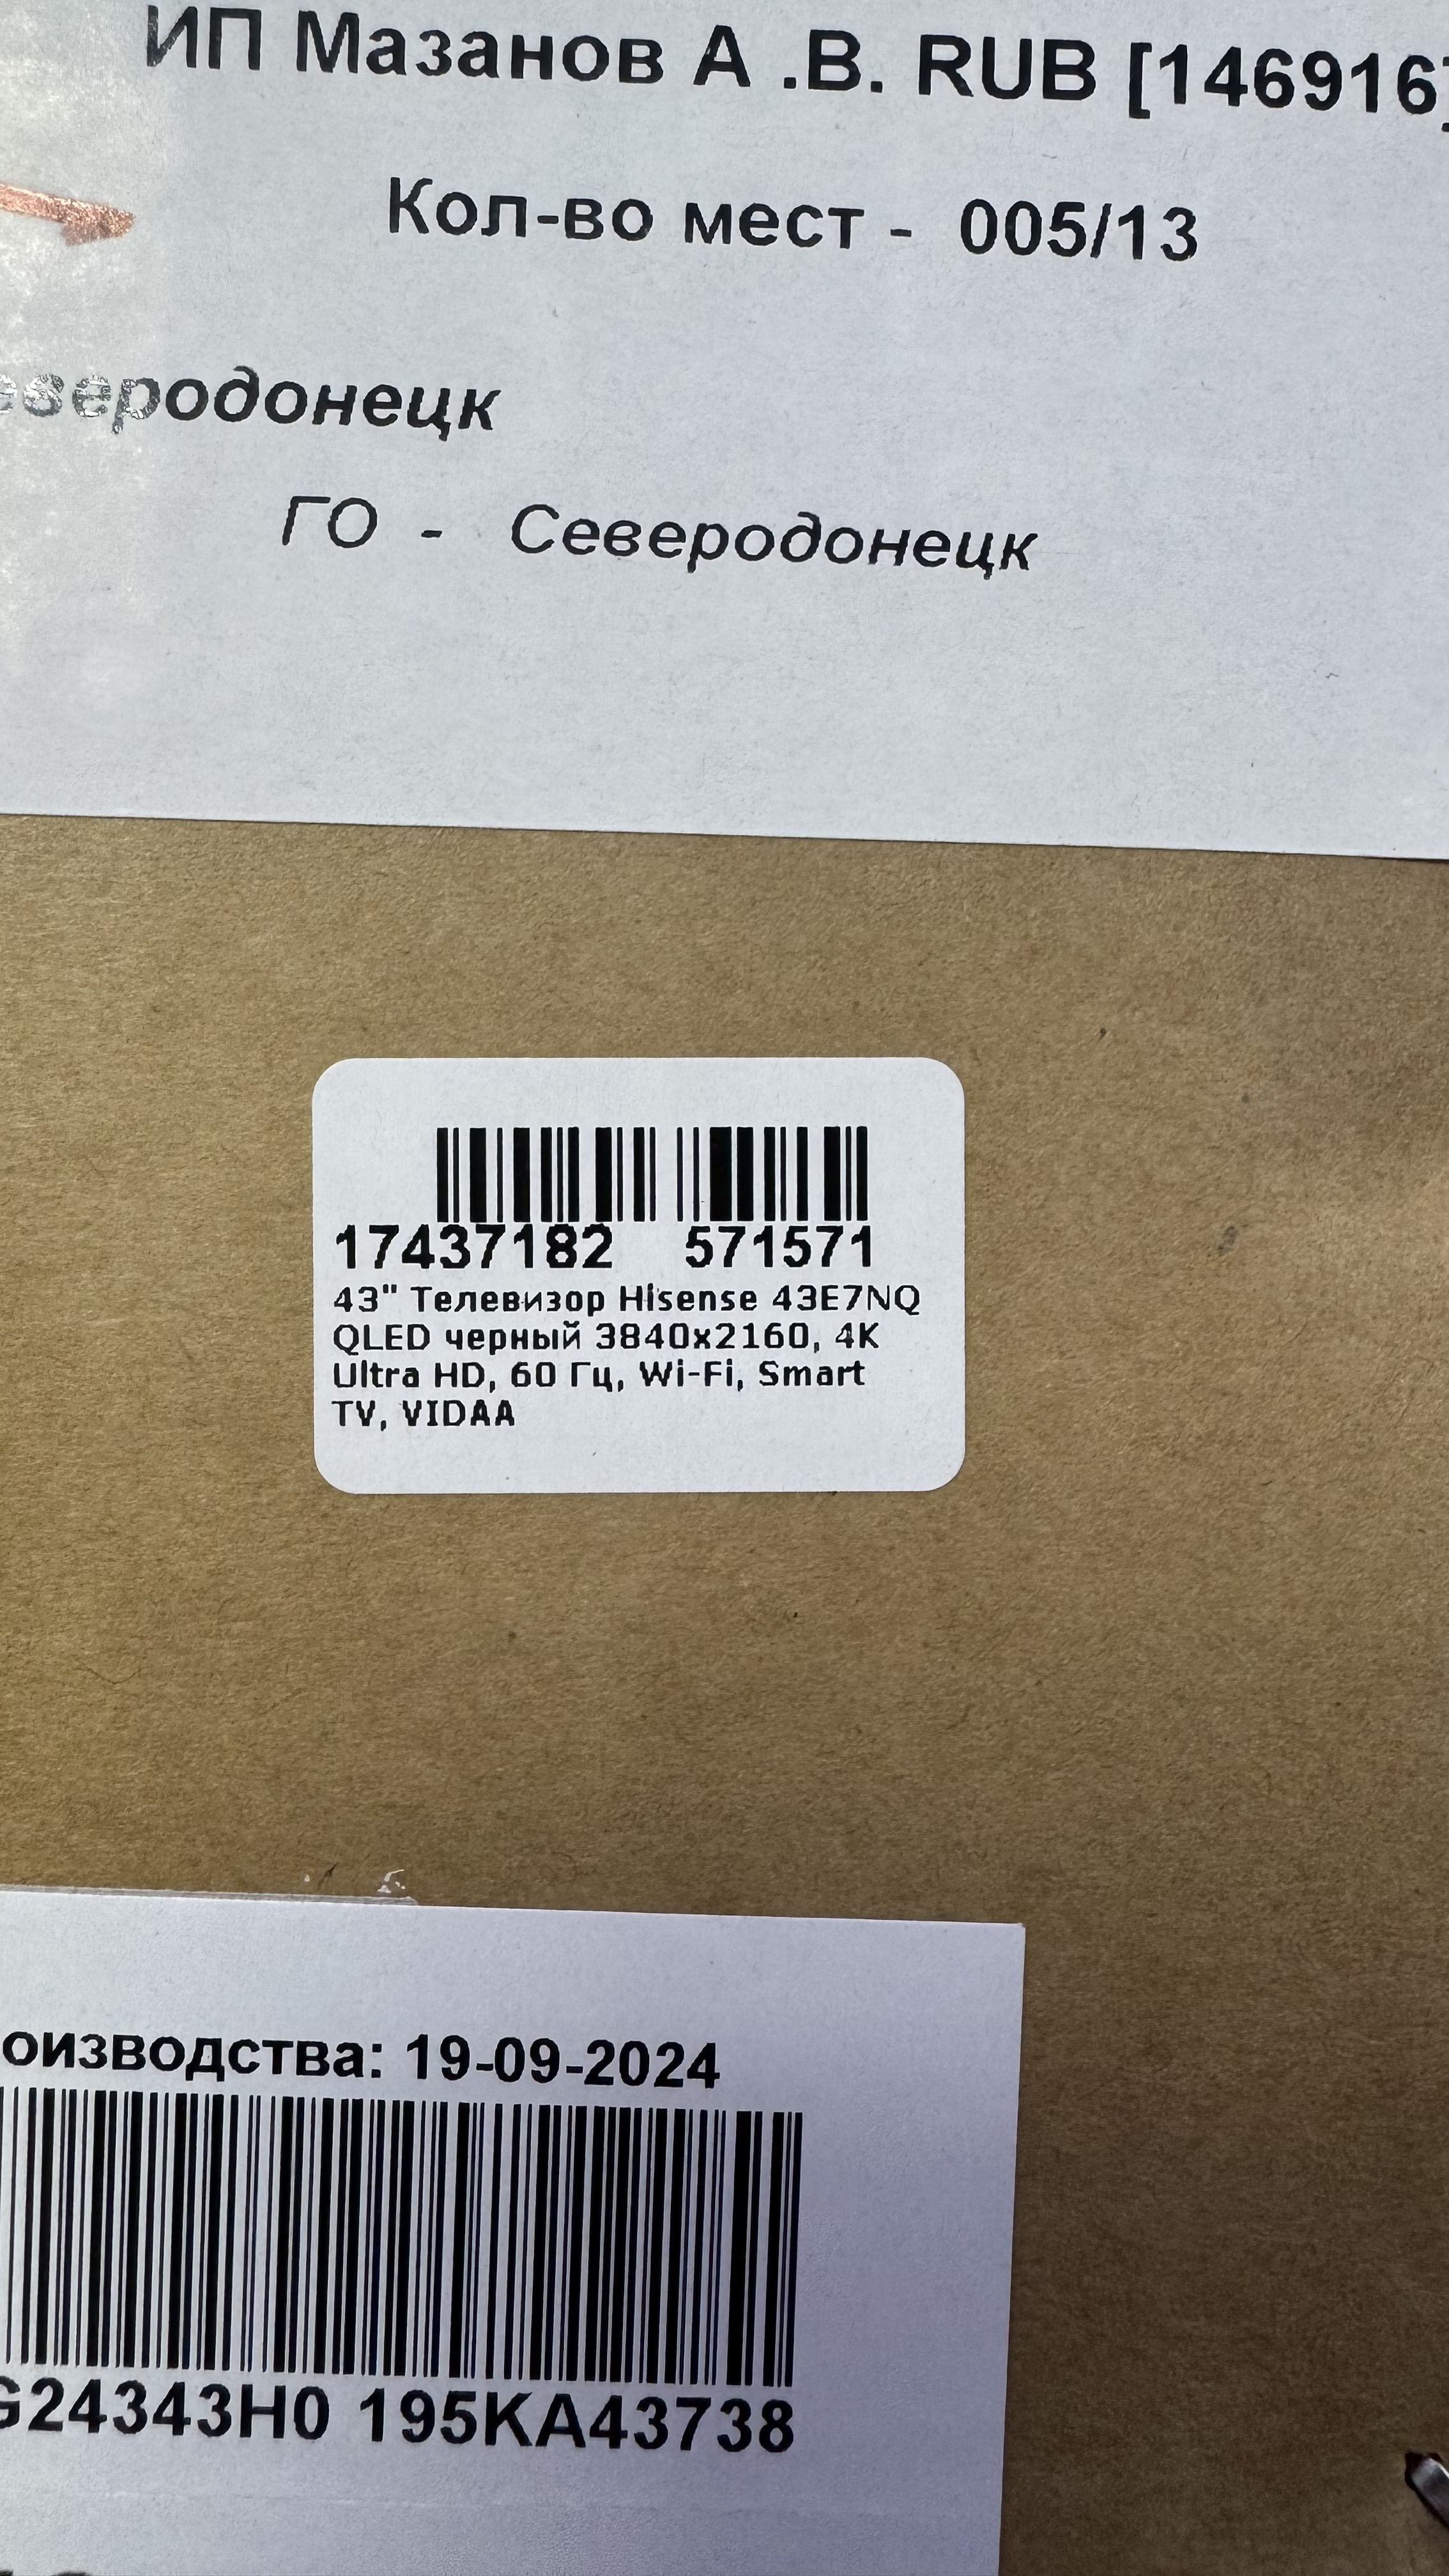 ИП Мазанов А .В. RUB [146916]
Кол-во мест - 005/13
еверодонецк
ГО - Северодонецк
17437182 571571
43" Телевизор Hisense 43E7NQ
QLED черный 3840x2160, 4K
Ultra HD, 60 Гц, Wi-Fi, Smart
TV, VIDAA
оизводства: 19-09-2024
G24343H0 195KA43738